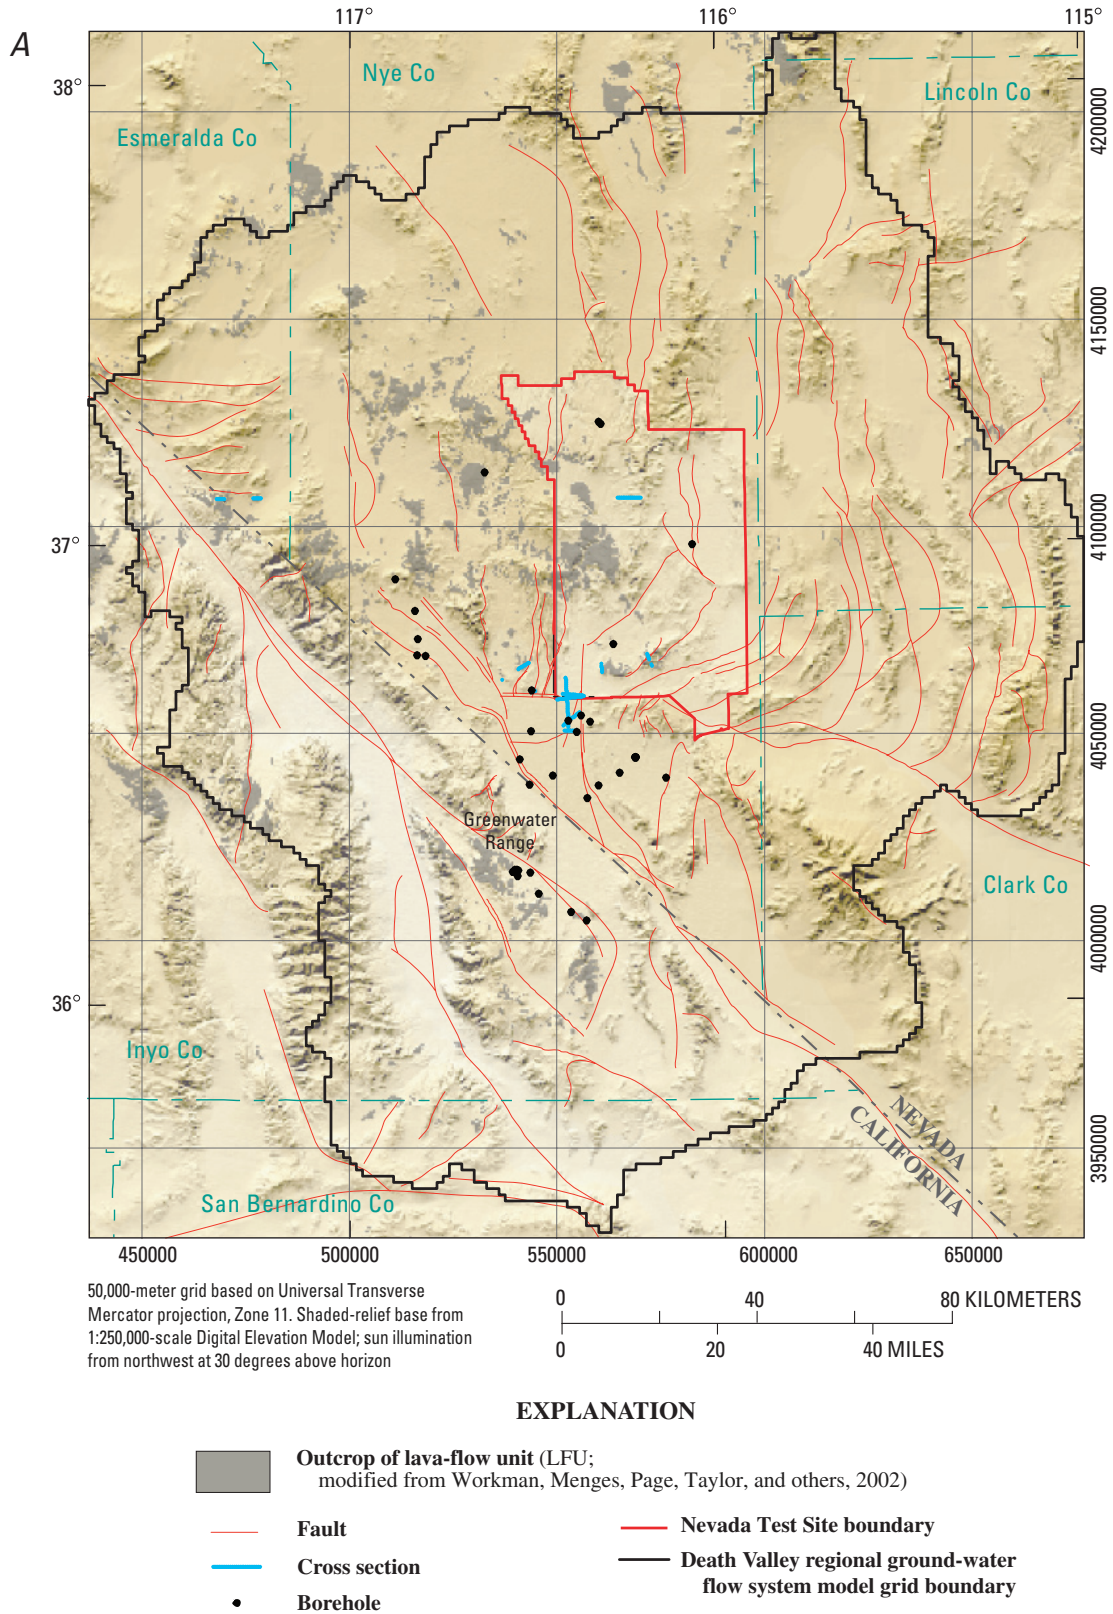 A
117°
116°
115°
38°
37°
36°
Nye Co
Lincoln Co
Esmeralda Co
4200000
4150000
4100000
4050000
4000000
3950000
Greenwater
Range
Clark Co
Inyo Co
NEVADA
CALIFORNIA
San Bernardino Co
450000
500000
550000
600000
650000
50,000-meter grid based on Universal Transverse
Mercator projection, Zone 11. Shaded-relief base from
1:250,000-scale Digital Elevation Model; sun illumination
from northwest at 30 degrees above horizon
0 40 80 KILOMETERS
0 20 40 MILES
EXPLANATION
Outcrop of lava-flow unit (LFU;
modified from Workman, Menges, Page, Taylor, and others, 2002)
Fault
Cross section
Borehole
Nevada Test Site boundary
Death Valley regional ground-water
flow system model grid boundary